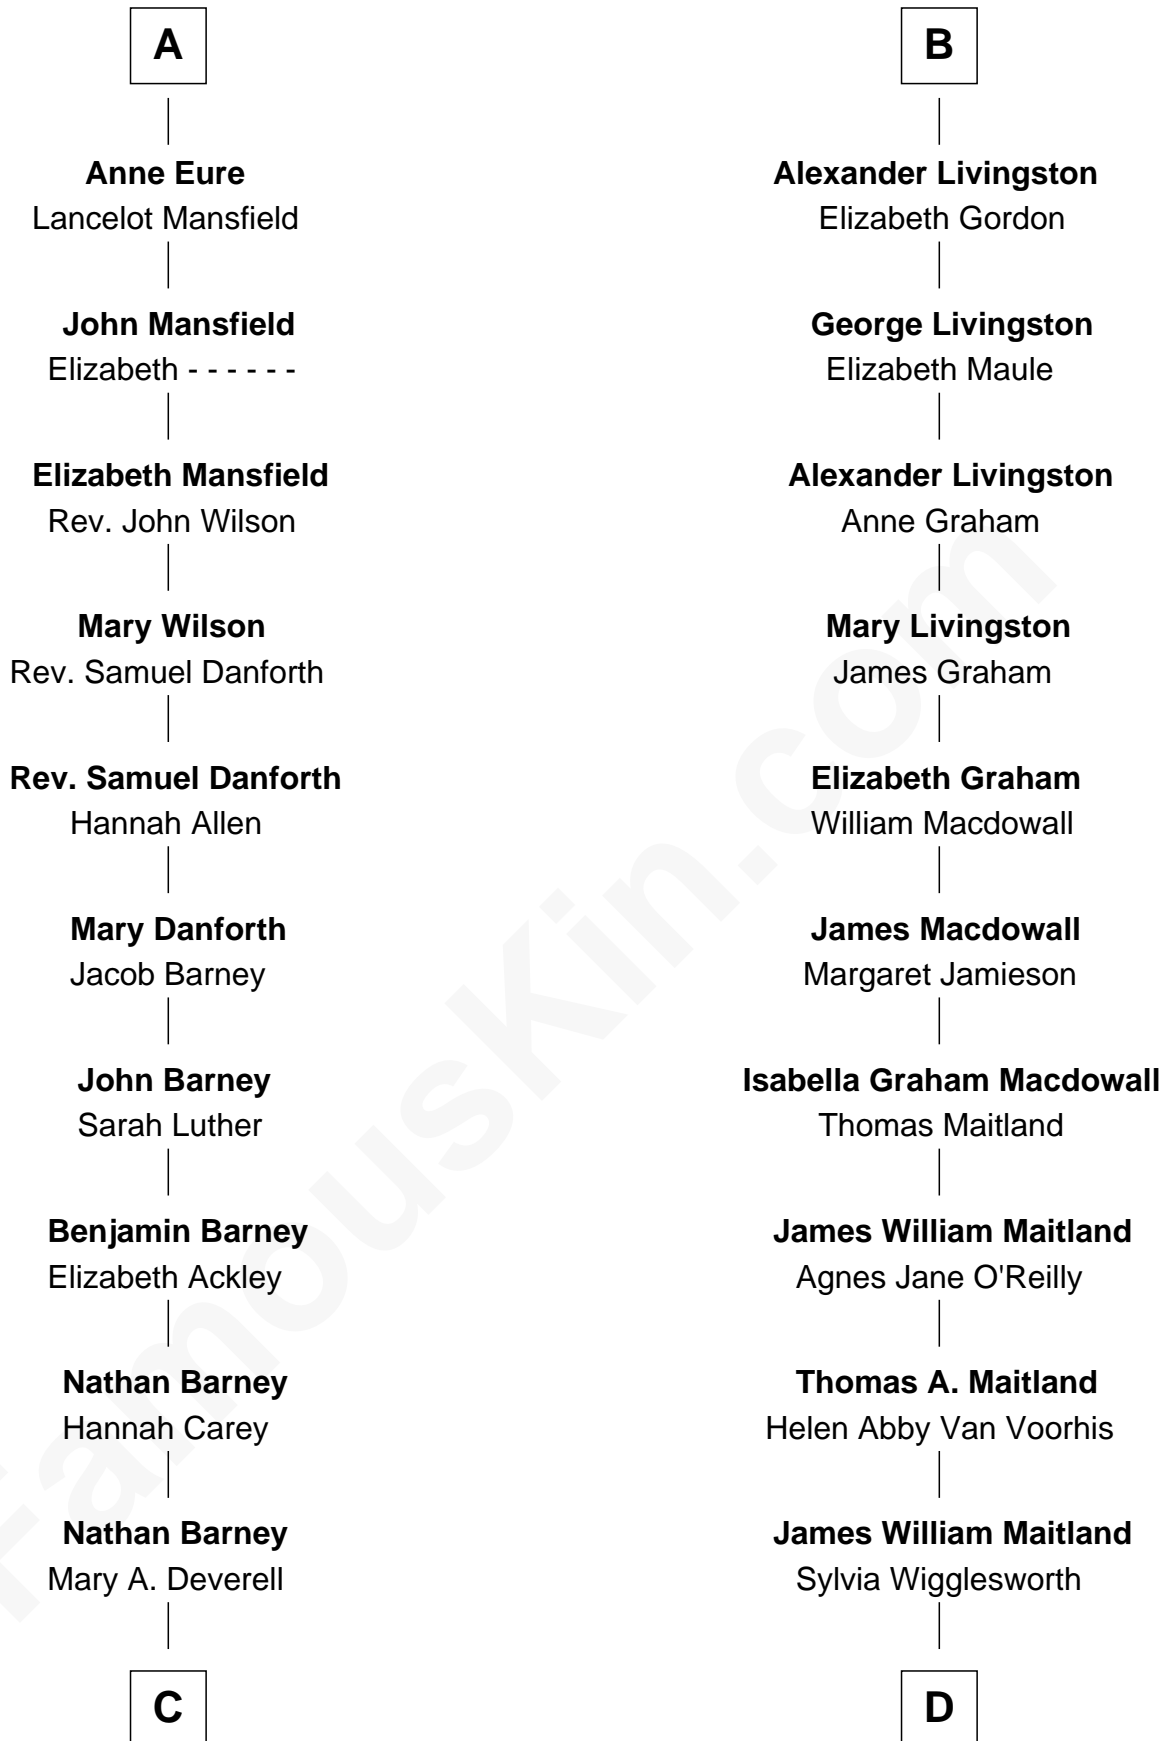 A
Anne Eure
Lancelot Mansfield
John Mansfield
Elizabeth - - - - - -
Elizabeth Mansfield
Rev. John Wilson
Mary Wilson
Rev. Samuel Danforth
Rev. Samuel Danforth
Hannah Allen
Mary Danforth
Jacob Barney
John Barney
Sarah Luther
Benjamin Barney
Elizabeth Ackley
Nathan Barney
Hannah Carey
Nathan Barney
Mary A. Deverell
C
B
Alexander Livingston
Elizabeth Gordon
George Livingston
Elizabeth Maule
Alexander Livingston
Anne Graham
Mary Livingston
James Graham
Elizabeth Graham
William Macdowall
James Macdowall
Margaret Jamieson
Isabella Graham Macdowall
Thomas Maitland
James William Maitland
Agnes Jane O'Reilly
Thomas A. Maitland
Helen Abby Van Voorhis
James William Maitland
Sylvia Wigglesworth
D
FamousKin.com